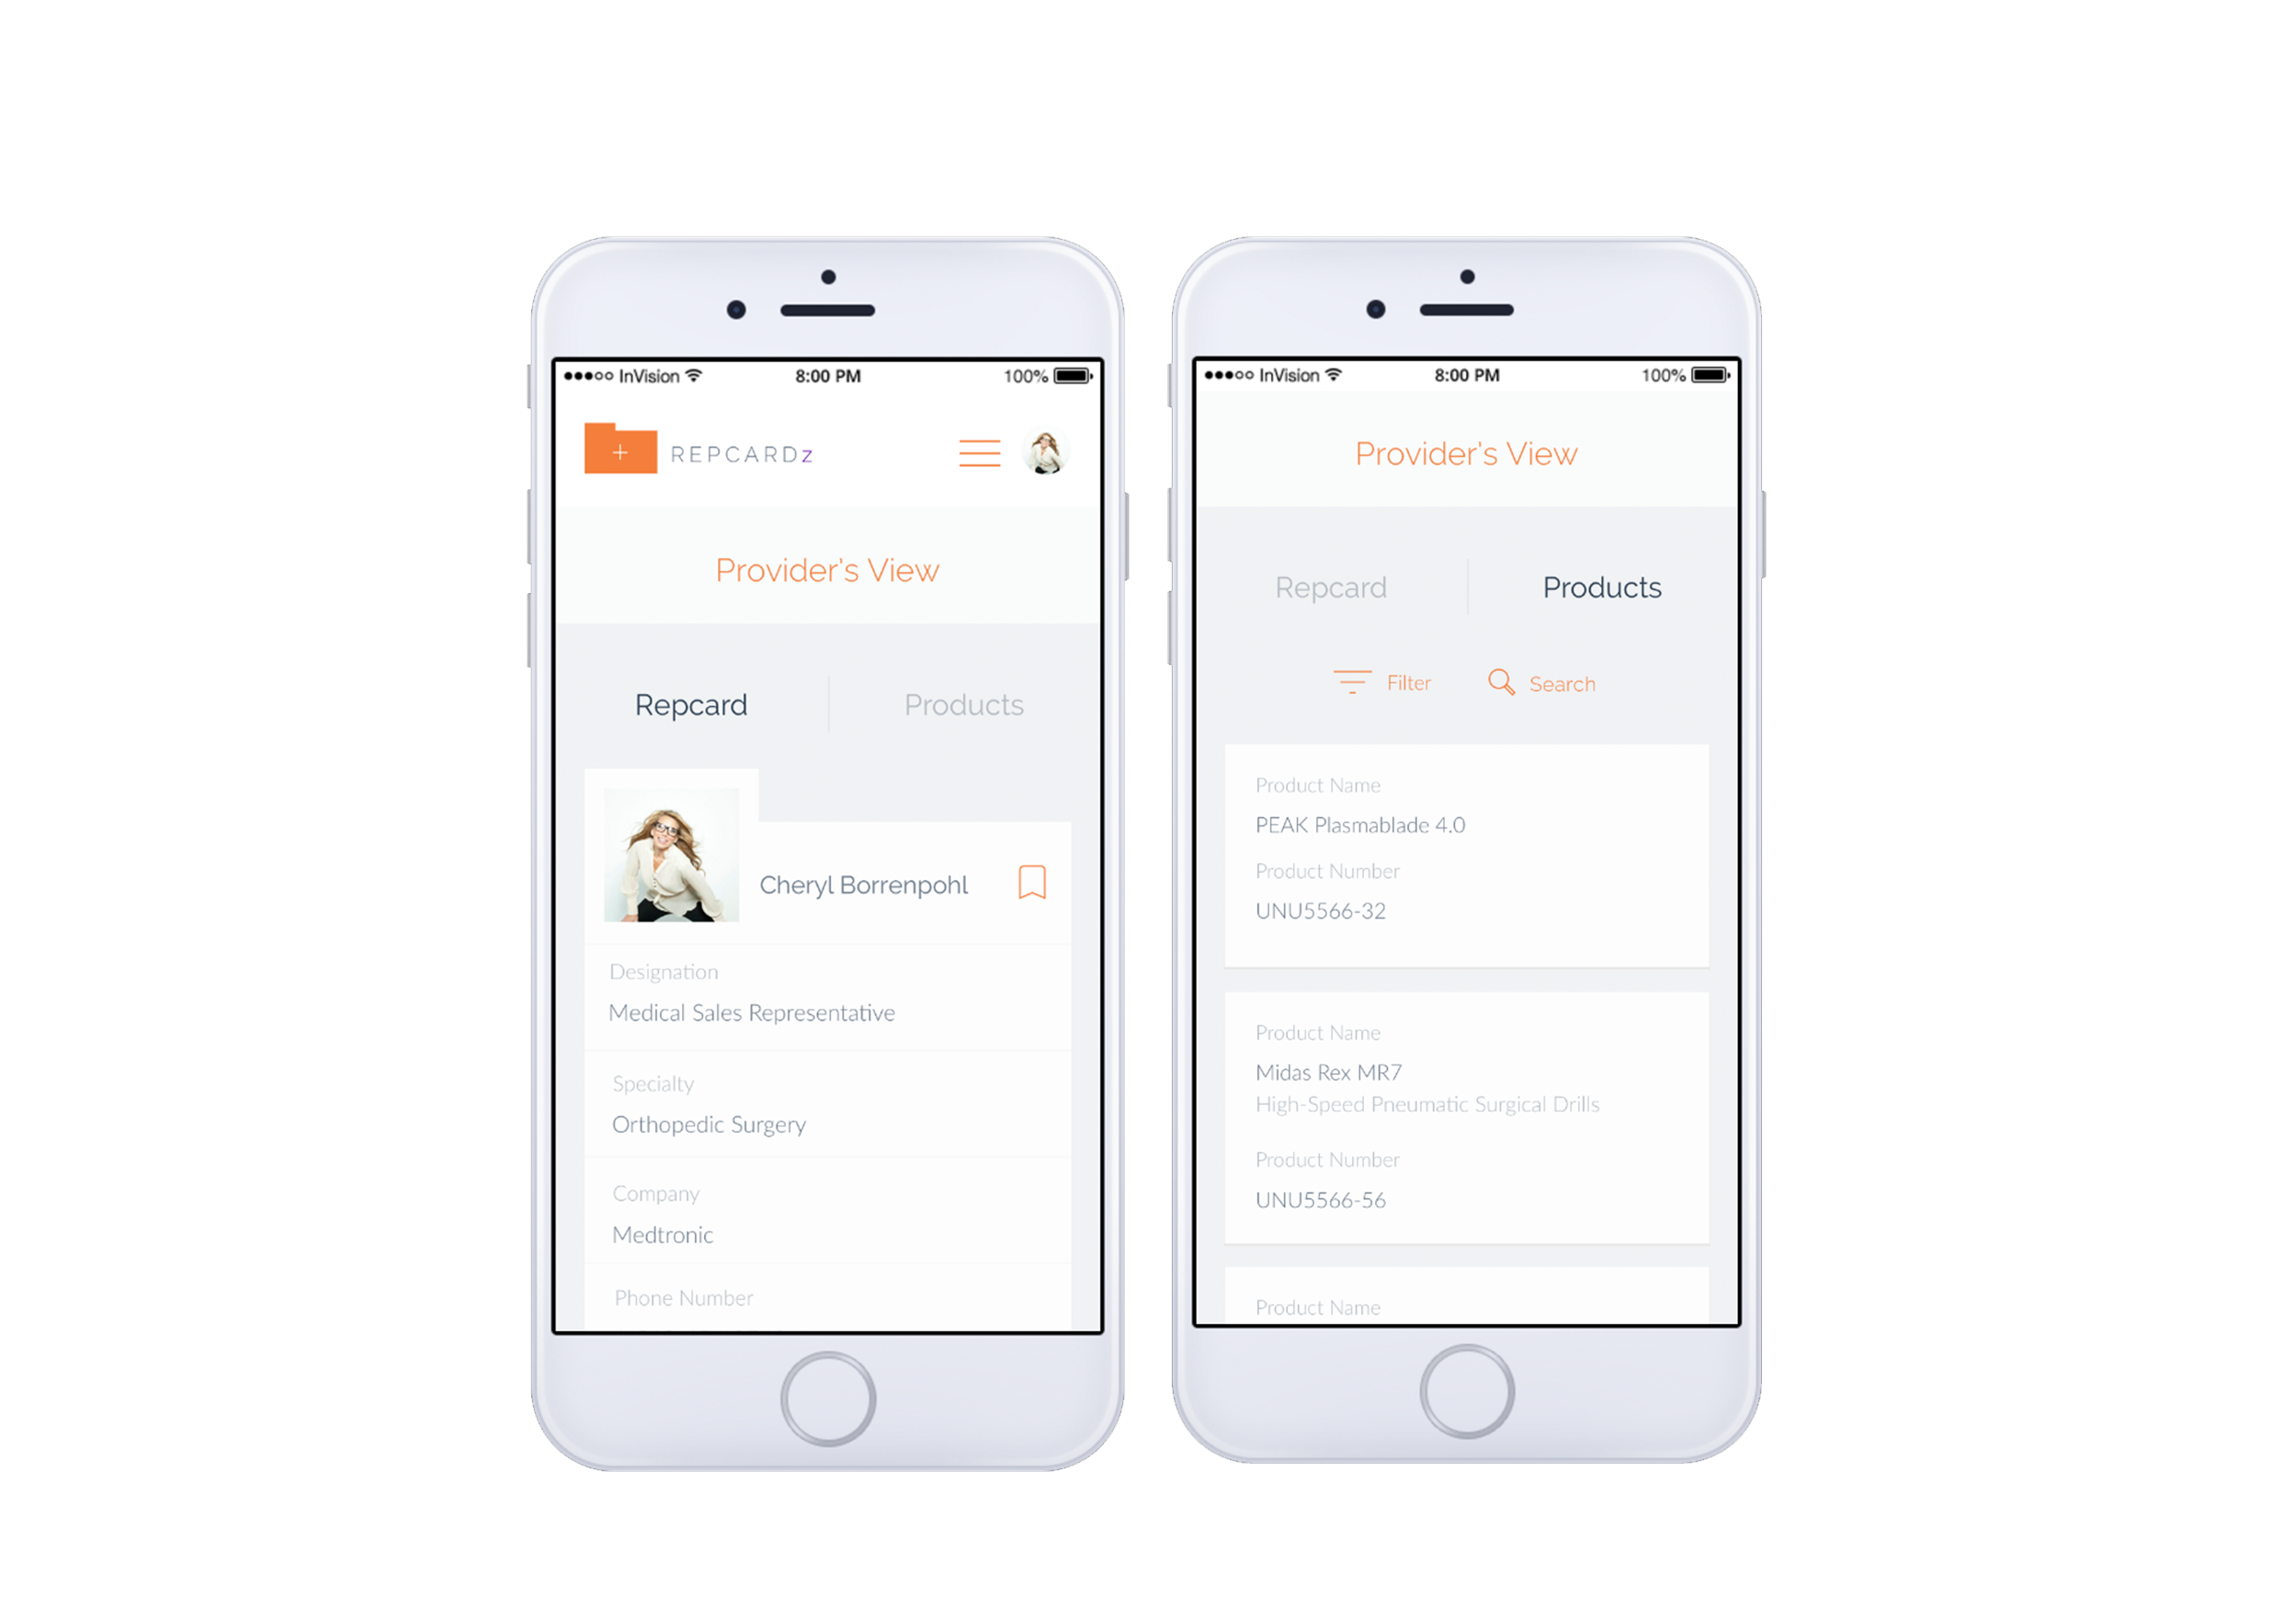 InVision 8:00 PM 100%
REPCARDz
Provider's View
Repcard Products
Cheryl Borrenpohl
Designation
Medical Sales Representative
Specialty
Orthopedic Surgery
Company
Medtronic
Phone Number
InVision 8:00 PM 100%
Provider's View
Repcard Products
Filter Search
Product Name
PEAK Plasmablade 4.0
Product Number
UNU5566-32
Product Name
Midas Rex MR7
High-Speed Pneumatic Surgical Drills
Product Number
UNU5566-56
Product Name